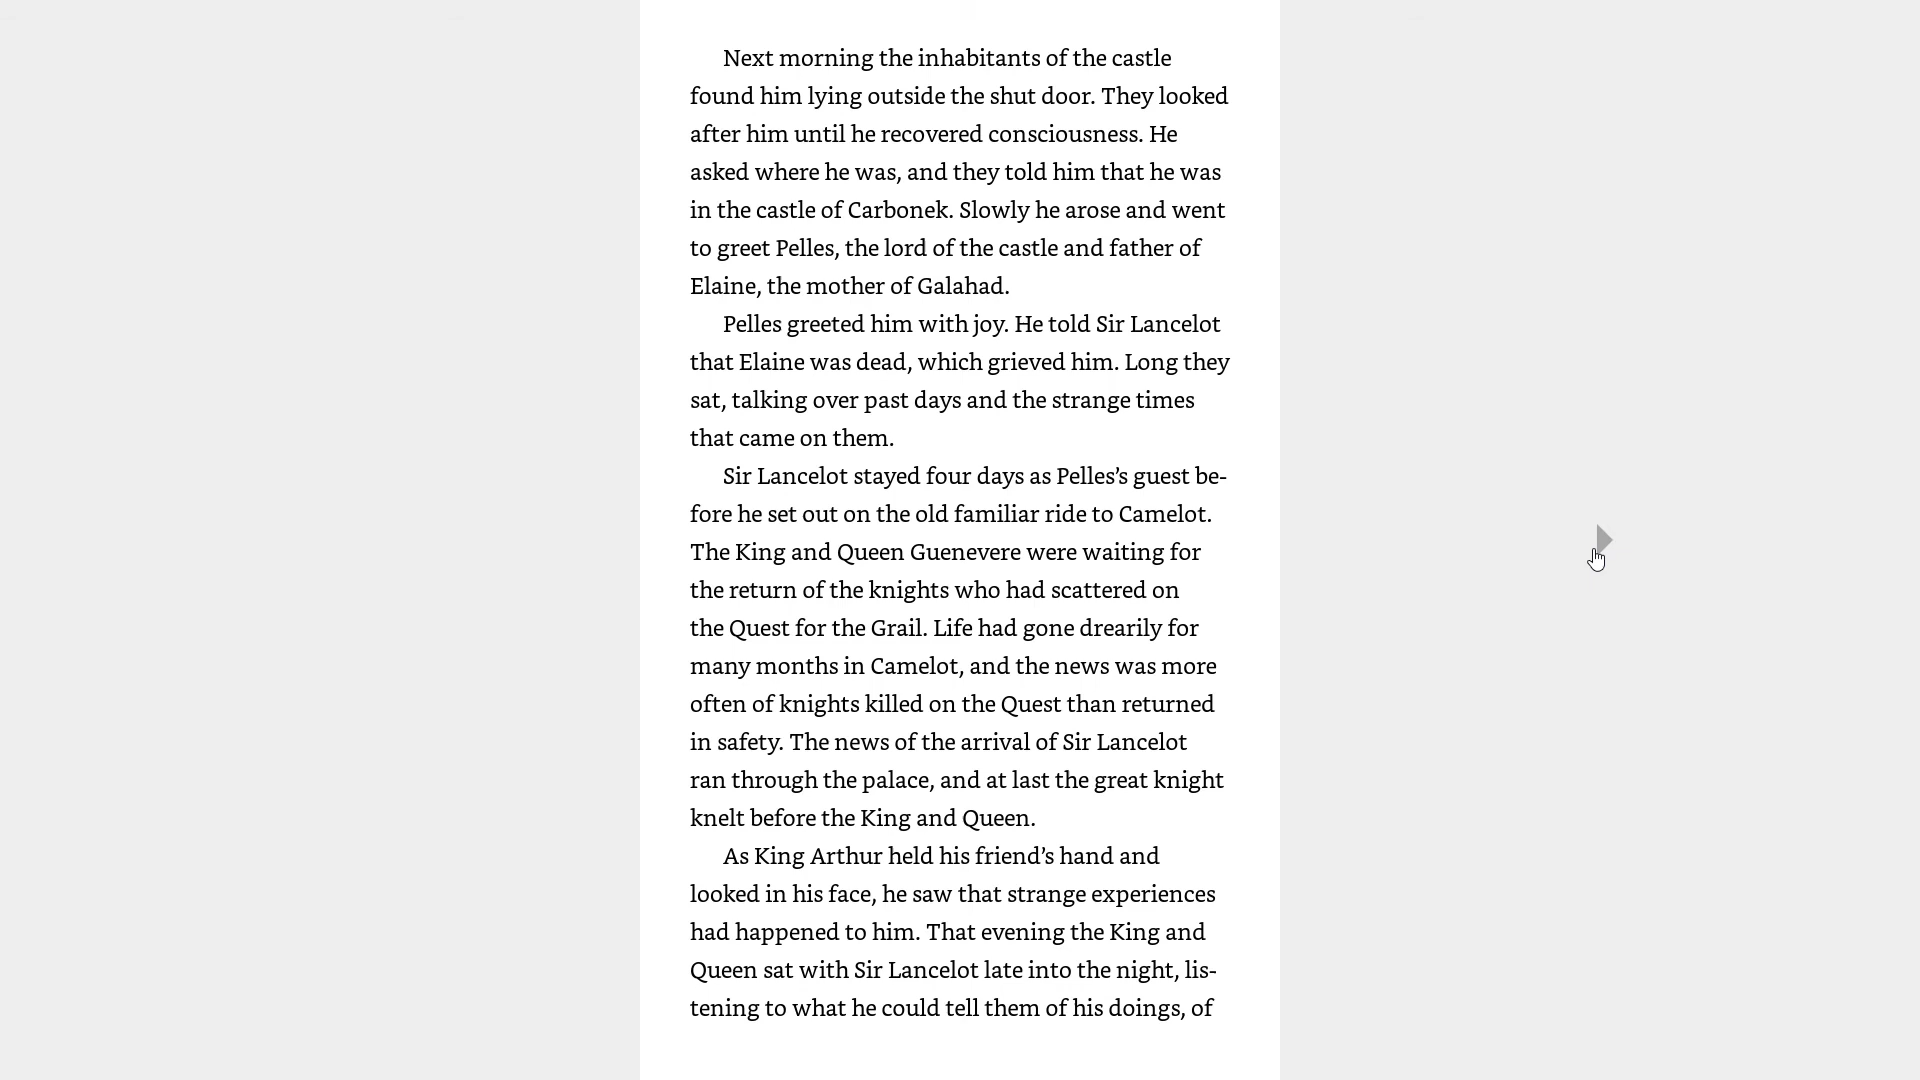 Next morning the inhabitants of the castle
found him lying outside the shut door. They looked
after him until he recovered consciousness. He
asked where he was, and they told him that he was
in the castle of Carbonek. Slowly he arose and went
to greet Pelles, the lord of the castle and father of
Elaine, the mother of Galahad.
Pelles greeted him with joy. He told Sir Lancelot
that Elaine was dead, which grieved him. Long they
sat, talking over past days and the strange times
that came on them.
Sir Lancelot stayed four days as Pelles’s guest be-
fore he set out on the old familiar ride to Camelot.
The King and Queen Guenevere were waiting for
the return of the knights who had scattered on
the Quest for the Grail. Life had gone drearily for
many months in Camelot, and the news was more
often of knights killed on the Quest than returned
in safety. The news of the arrival of Sir Lancelot
ran through the palace, and at last the great knight
knelt before the King and Queen.
As King Arthur held his friend’s hand and
looked in his face, he saw that strange experiences
had happened to him. That evening the King and
Queen sat with Sir Lancelot late into the night, lis-
tening to what he could tell them of his doings, of